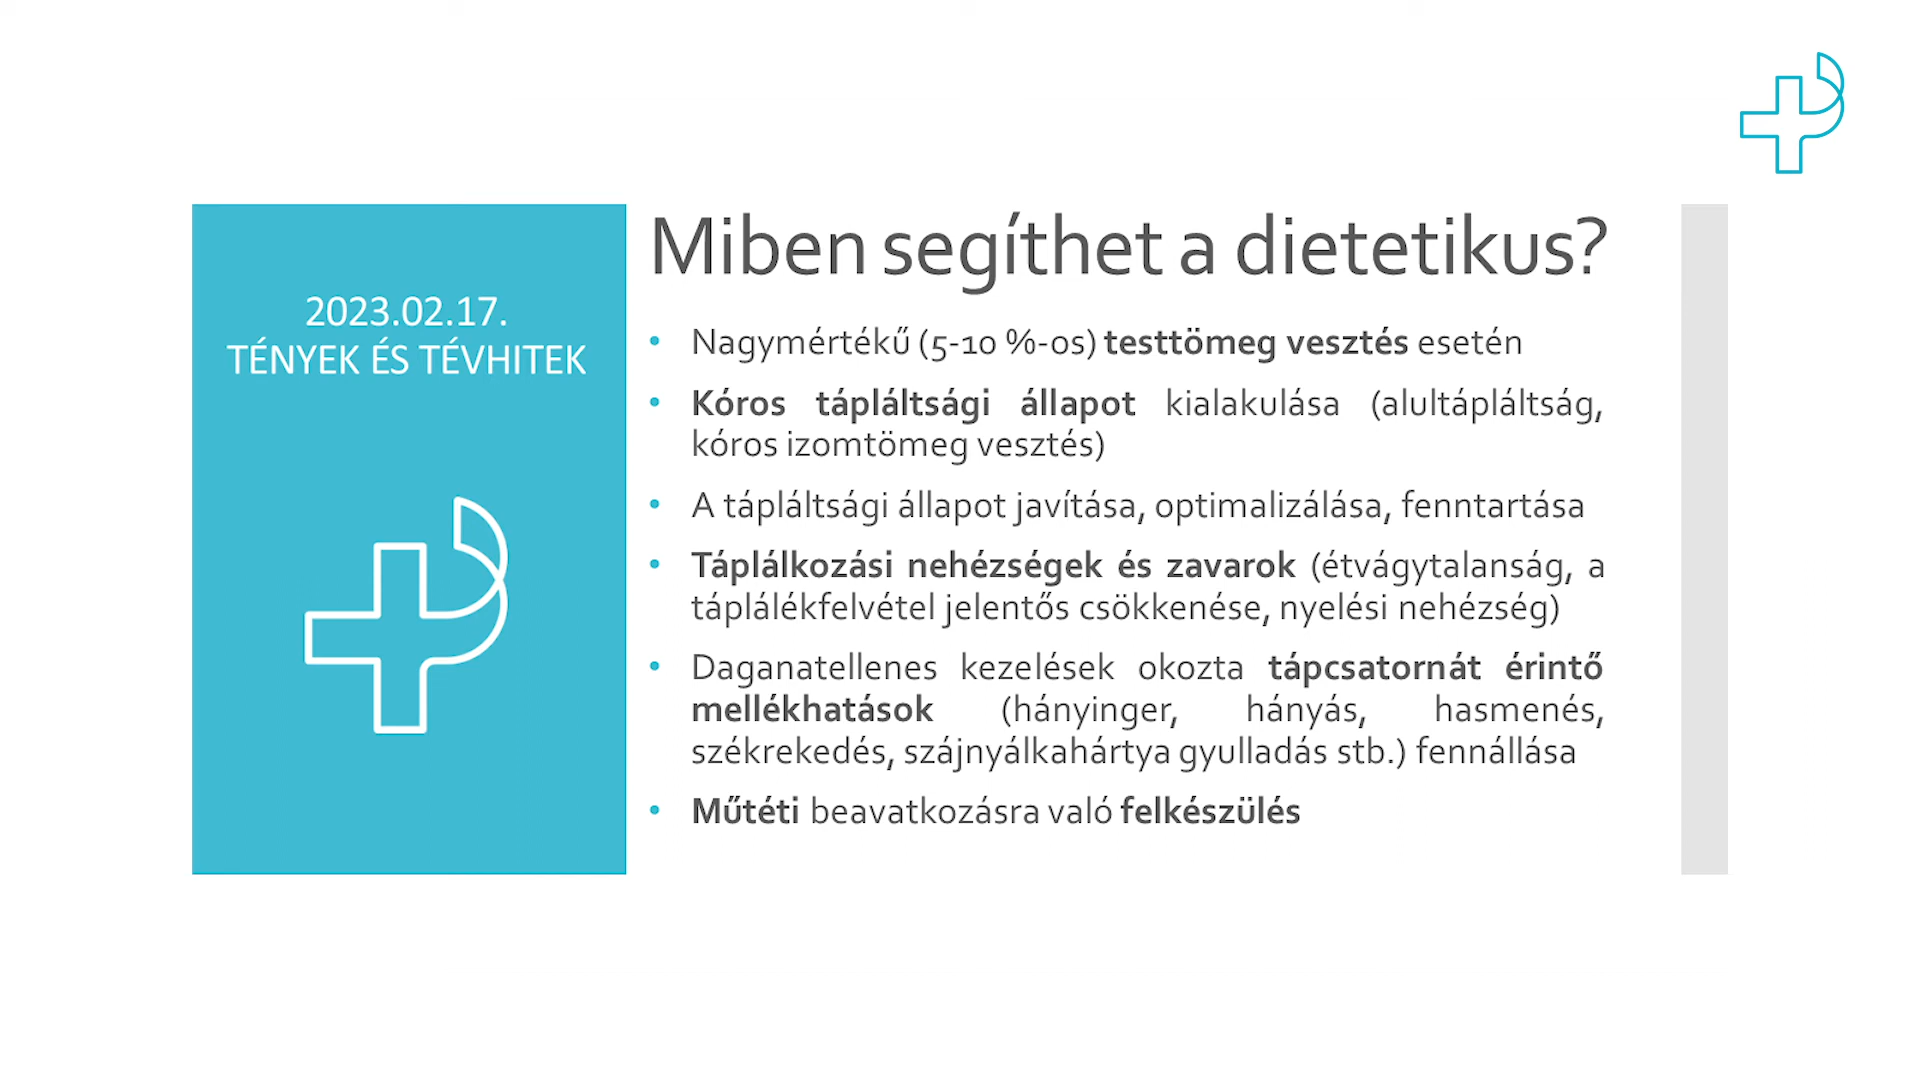 2023.02.17.
TÉNYEK ÉS TÉVHITEK
Miben segíthet a dietetikus?
• Nagymértékű (5-10 %-os) testtömeg vesztés esetén
• Kóros tápláltsági állapot kialakulása (alultápláltság,
kóros izomtömeg vesztés)
• A tápláltsági állapot javítása, optimalizálása, fenntartása
• Táplálkozási nehézségek és zavarok (étvágytalanság, a
táplálékfelvétel jelentős csökkenése, nyelési nehézség)
• Daganatellenes kezelések okozta tápcsatornát érintő
mellékhatások (hányinger, hányás, hasmenés,
székrekedés, szájnyálkahártya gyulladás stb.) fennállása
• Műtéti beavatkozásra való felkészülés